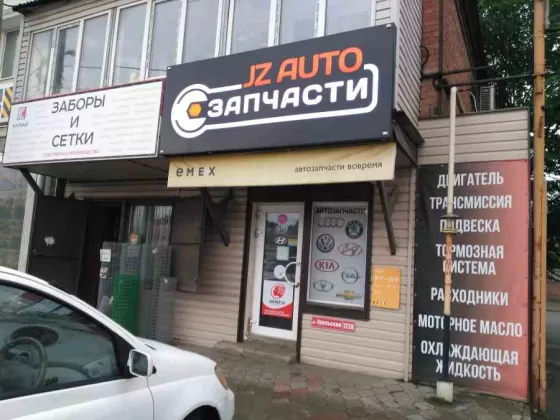 JZ AUTO
ЗАПЧАСТИ
ЗАБОРЫ
И
СЕТКИ
emex
автозапчасти вовремя
АВТОЗАПЧАСТИ
KIA
ДВИГАТЕЛЬ
ТРАНСМИССИЯ
ПОДВЕСКА
ТОРМОЗНАЯ
СИСТЕМА
РАСХОДНИКИ
МОТОРНОЕ МАСЛО
ОХЛАЖДАЮЩАЯ
ЖИДКОСТЬ